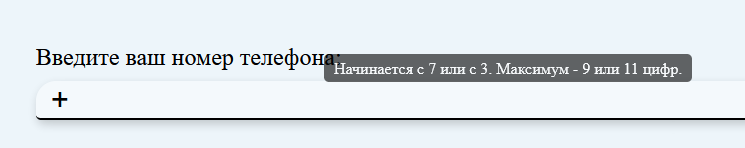 Введите ваш номер телефона:
Начинается с 7 или с 3. Максимум - 9 или 11 цифр.
+